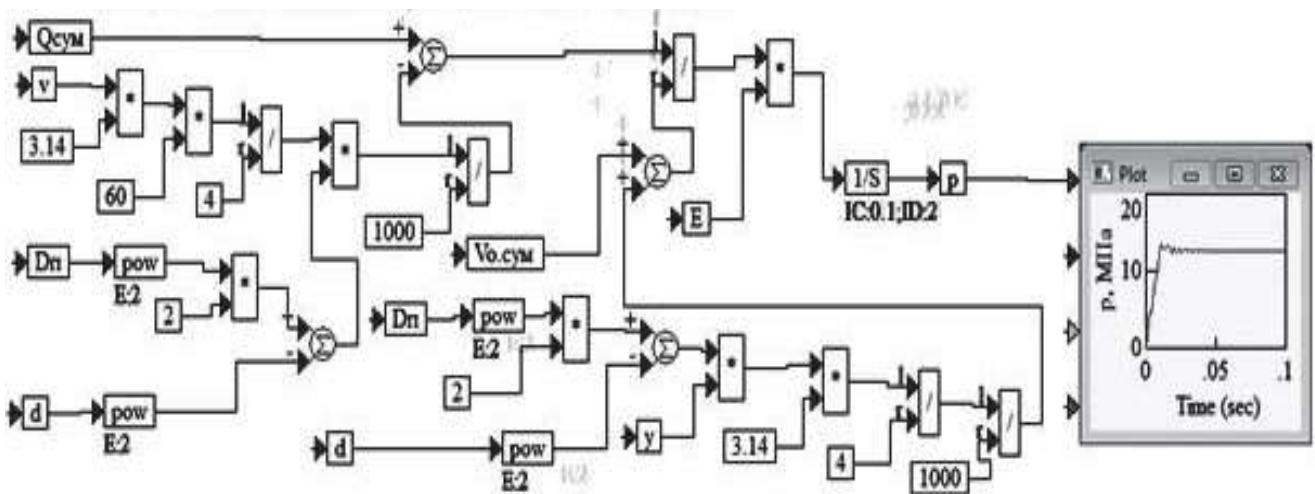 Qсум
+
-
Σ
l
/
r
*
v
*
*
l
/
r
*
l
/
r
3.14
60
4
1000
+
+
Σ
E
1/S
p
IC:0.1;ID:2
Vо.сум
Plot
20
10
0
p, МПа
0
.05
.1
Time (sec)
Dп
pow
E:2
*
2
+
-
Σ
Dп
pow
E:2
*
2
+
-
Σ
*
*
l
/
r
l
/
r
d
pow
E:2
d
pow
E:2
y
3.14
4
1000